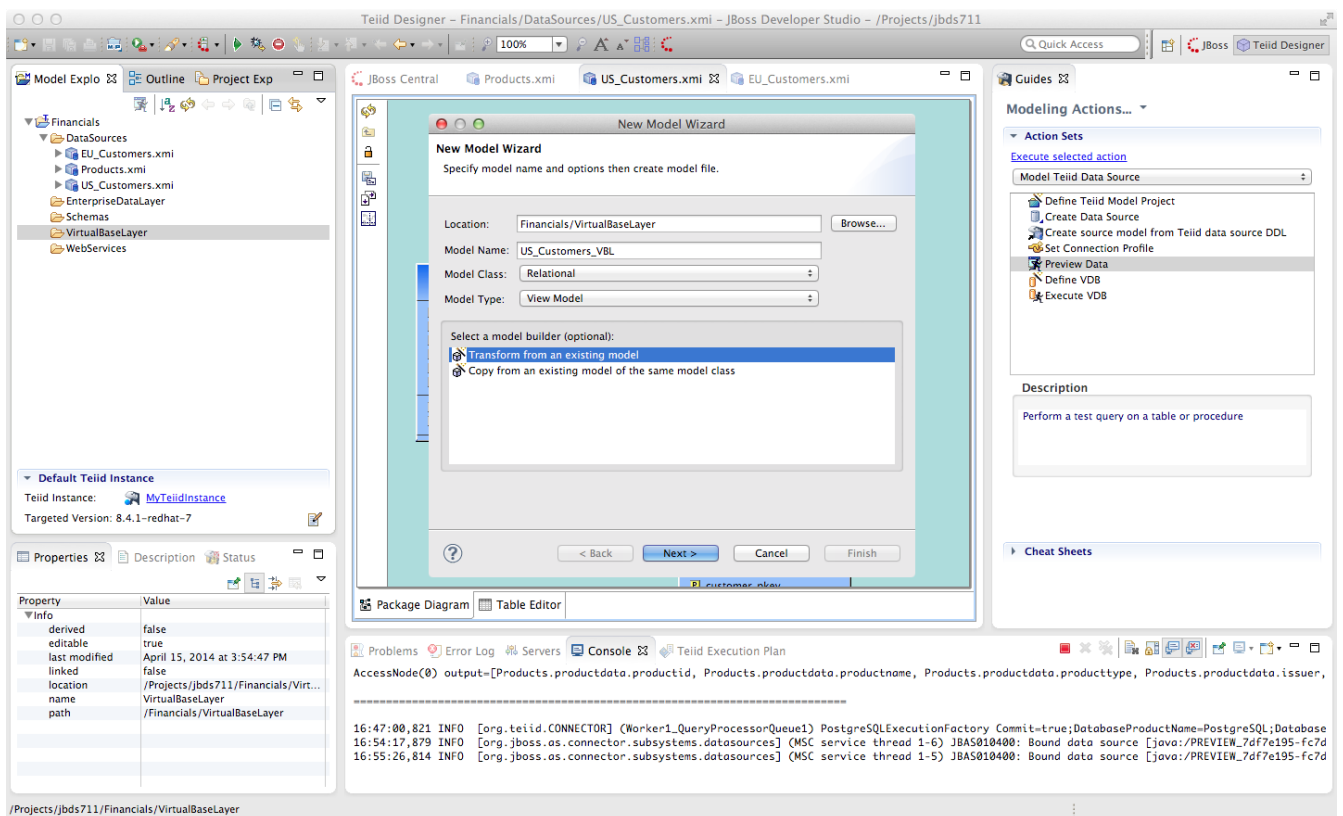 Teiid Designer – Financials/DataSources/US_Customers.xmi – JBoss Developer Studio – /Projects/jbds711
100%
Quick Access
JBoss
Teiid Designer
Model Explo
Outline
Project Exp
Financials
DataSources
EU_Customers.xmi
Products.xmi
US_Customers.xmi
EnterpriseDataLayer
Schemas
VirtualBaseLayer
WebServices
Default Teiid Instance
Teiid Instance: MyTeiidInstance
Targeted Version: 8.4.1-redhat-7
Properties
Description
Status
Property Value
Info
derived false
editable true
last modified April 15, 2014 at 3:54:47 PM
linked false
location /Projects/jbds711/Financials/Virt...
name VirtualBaseLayer
path /Financials/VirtualBaseLayer
JBoss Central
Products.xmi
US_Customers.xmi
EU_Customers.xmi
New Model Wizard
New Model Wizard
Specify model name and options then create model file.
Location: Financials/VirtualBaseLayer Browse...
Model Name: US_Customers_VBL
Model Class: Relational
Model Type: View Model
Select a model builder (optional):
Transform from an existing model
Copy from an existing model of the same model class
?
< Back
Next >
Cancel
Finish
customer_pkey
Package Diagram
Table Editor
Guides
Modeling Actions...
Action Sets
Execute selected action
Model Teiid Data Source
Define Teiid Model Project
Create Data Source
Create source model from Teiid data source DDL
Set Connection Profile
Preview Data
Define VDB
Execute VDB
Description
Perform a test query on a table or procedure
Cheat Sheets
Problems
Error Log
Servers
Console
Teiid Execution Plan
AccessNode(0) output=[Products.productdata.productid, Products.productdata.productname, Products.productdata.producttype, Products.productdata.issuer,
======================================================================
16:47:00,821 INFO [org.teiid.CONNECTOR] (Worker1_QueryProcessorQueue1) PostgreSQLExecutionFactory Commit=true;DatabaseProductName=PostgreSQL;Database
16:54:17,879 INFO [org.jboss.as.connector.subsystems.datasources] (MSC service thread 1-6) JBAS010400: Bound data source [java:/PREVIEW_7df7e195-fc7d
16:55:26,814 INFO [org.jboss.as.connector.subsystems.datasources] (MSC service thread 1-5) JBAS010400: Bound data source [java:/PREVIEW_7df7e195-fc7d
/Projects/jbds711/Financials/VirtualBaseLayer